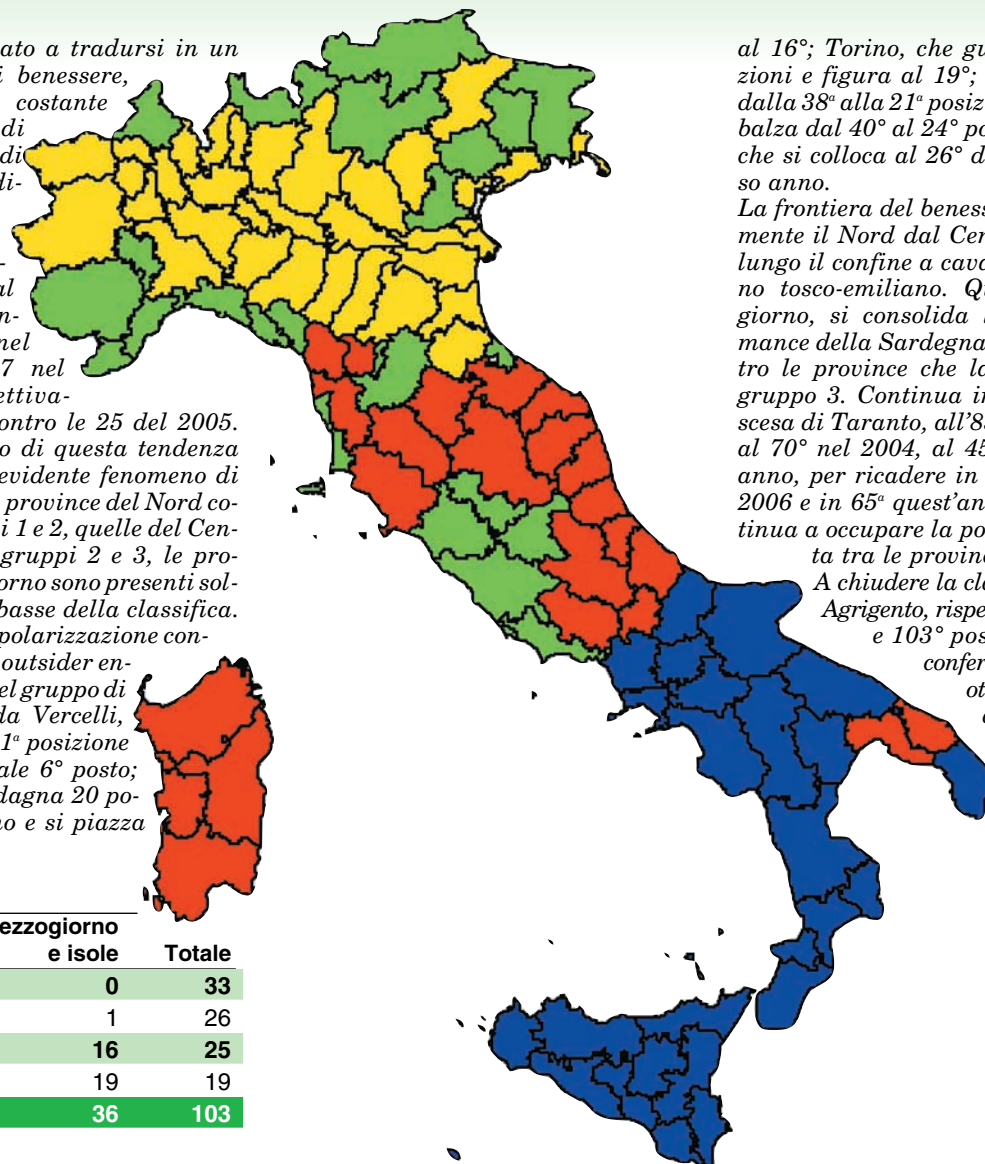 ato a tradursi in un
i benessere,
costante
di
di
di-
-
al
n-
nel
7 nel
ettiva-
ontro le 25 del 2005.
o di questa tendenza
evidente fenomeno di
province del Nord co-
i 1 e 2, quelle del Cen-
gruppi 2 e 3, le pro-
orno sono presenti sol-
basse della classifica.
polarizzazione con-
outsider en-
el gruppo di
da Vercelli,
1ª posizione
ale 6° posto;
dagna 20 po-
no e si piazza
al 16°; Torino, che gu
zioni e figura al 19°;
dalla 38ª alla 21ª posiz
balza dal 40° al 24° po
che si colloca al 26° d
so anno.
La frontiera del beness
mente il Nord dal Cen
lungo il confine a cava
no tosco-emiliano. Qu
giorno, si consolida l
mance della Sardegna
tro le province che la
gruppo 3. Continua in
scesa di Taranto, all'8
al 70° nel 2004, al 45
anno, per ricadere in
2006 e in 65ª quest'an
tinua a occupare la po
ta tra le provinc
A chiudere la cle
Agrigento, rispe
e 103° pos
confer
ot
ezzogiorno
e isole Totale
0 33
1 26
16 25
19 19
36 103